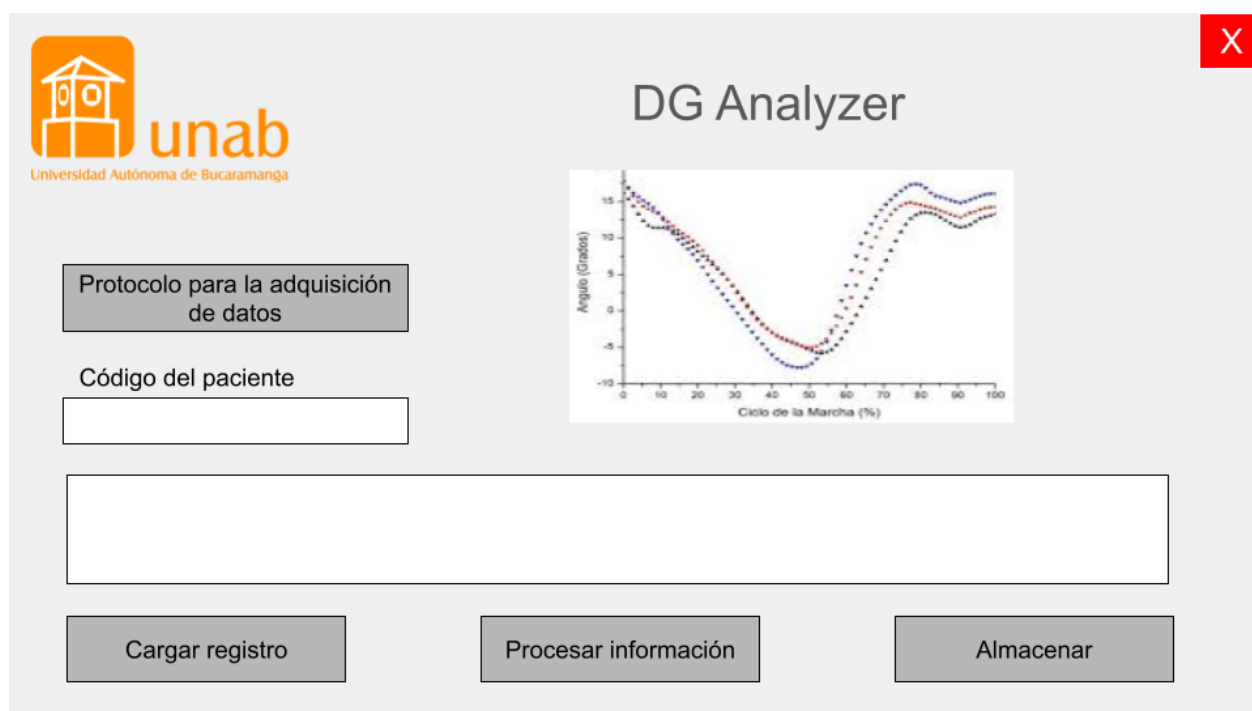 X
unab
Universidad Autónoma de Bucaramanga
DG Analyzer
Protocolo para la adquisición
de datos
Código del paciente
Angulo (Grados)
15
10
5
0
-5
-10
0 10 20 30 40 50 60 70 80 90 100
Ciclo de la Marcha (%)
Cargar registro
Procesar información
Almacenar